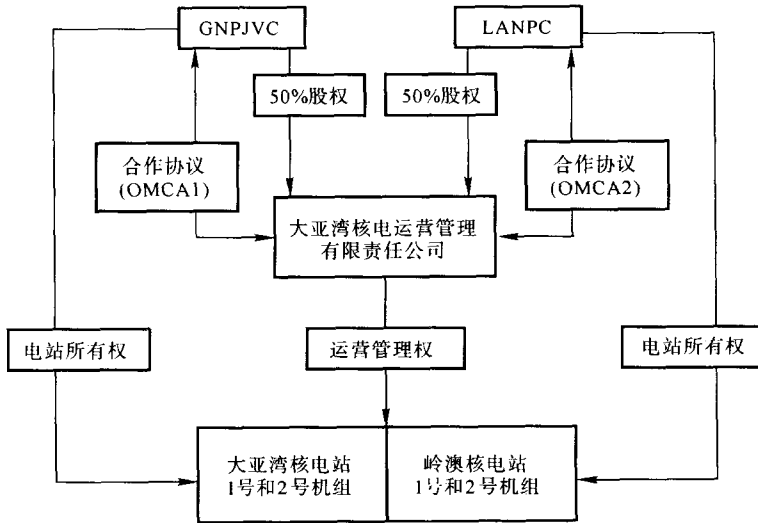 GNPJVC
LANPC
50%股权
50%股权
合作协议
(OMCA1)
合作协议
(OMCA2)
大亚湾核电运营管理
有限责任公司
电站所有权
运营管理权
电站所有权
大亚湾核电站
1号和2号机组
岭澳核电站
1号和2号机组